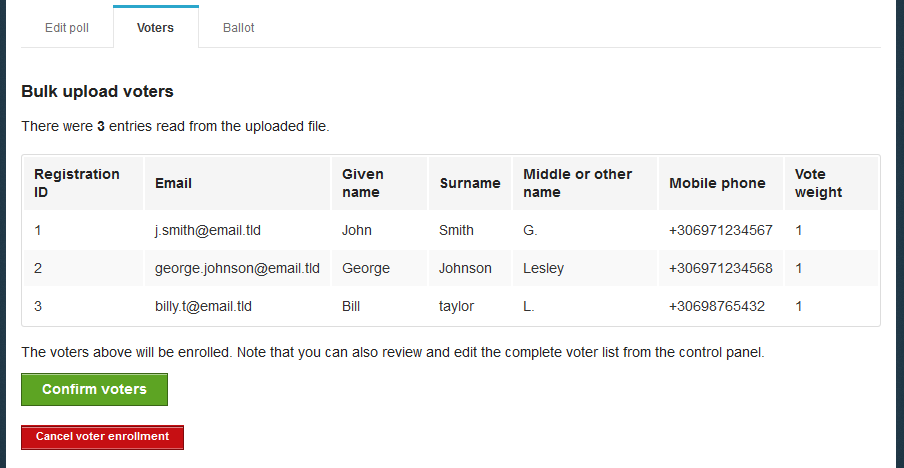 Edit poll Voters Ballot
Bulk upload voters
There were 3 entries read from the uploaded file.
Registration ID Email Given name Surname Middle or other name Mobile phone Vote weight
1 j.smith@email.tld John Smith G. +306971234567 1
2 george.johnson@email.tld George Johnson Lesley +306971234568 1
3 billy.t@email.tld Bill taylor L. +30698765432 1
The voters above will be enrolled. Note that you can also review and edit the complete voter list from the control panel.
Confirm voters
Cancel voter enrollment